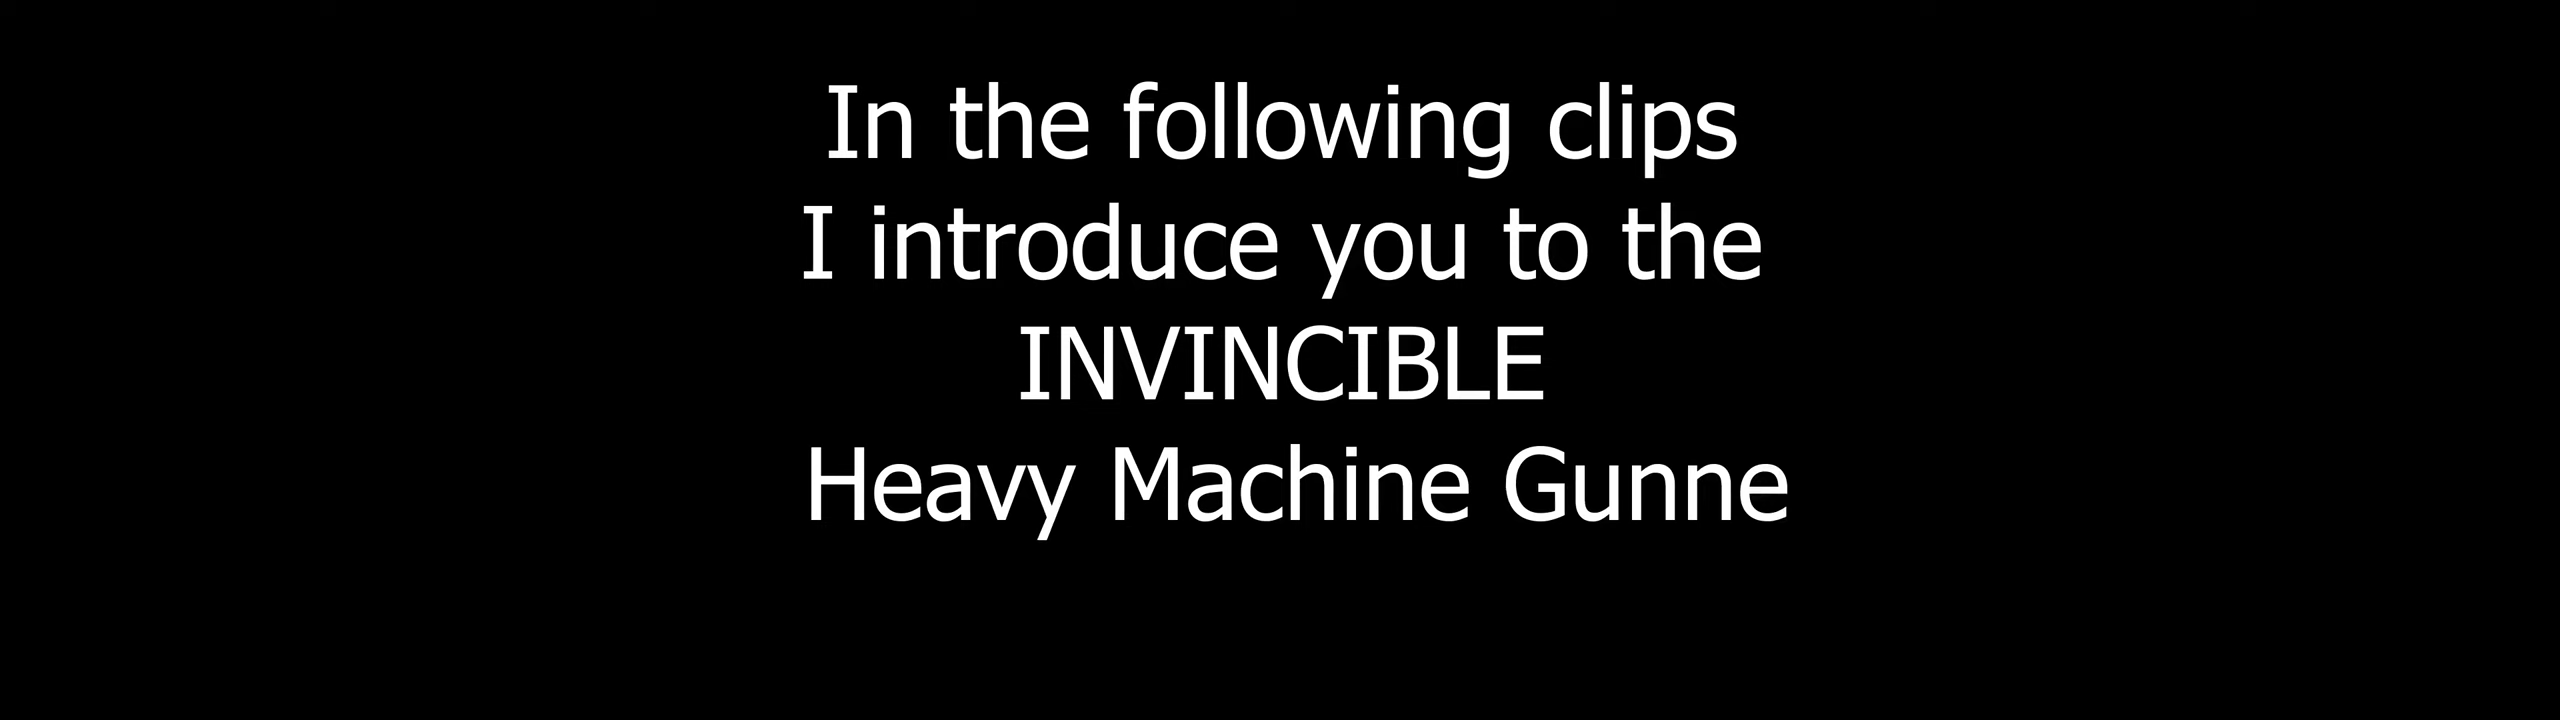 In the following clips
I introduce you to the
INVINCIBLE
Heavy Machine Gunne